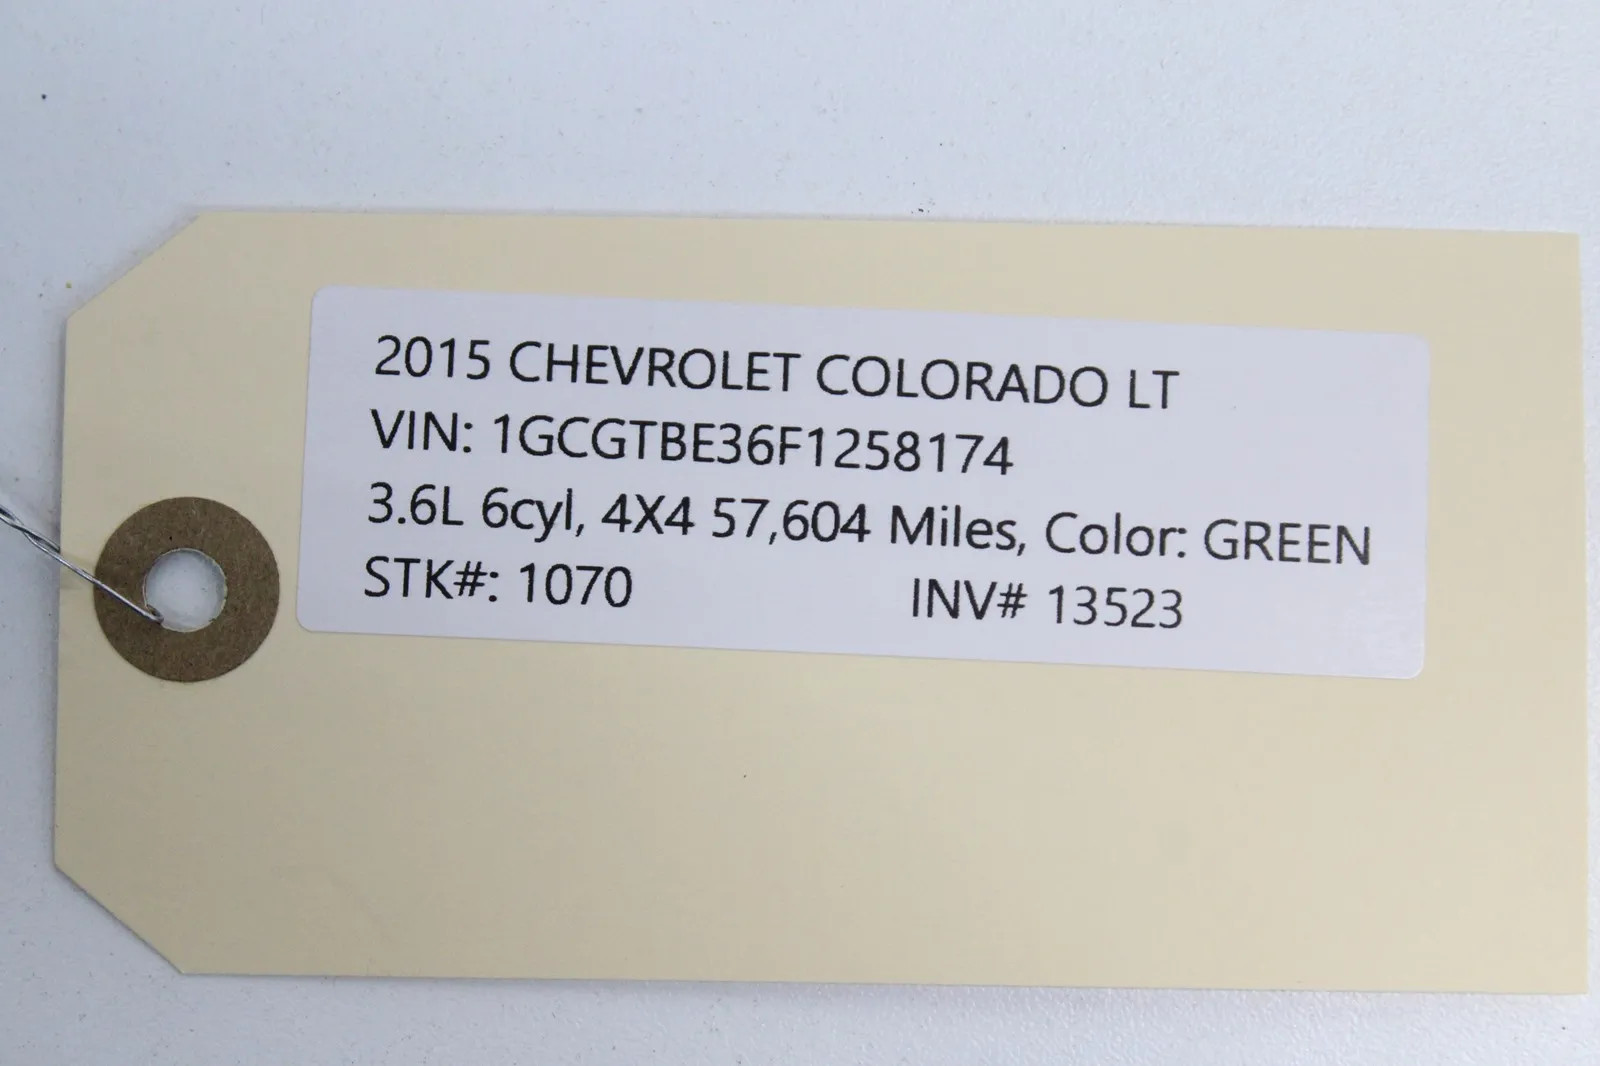 2015 CHEVROLET COLORADO LT
VIN: 1GCGTBE36F1258174
3.6L 6cyl, 4X4 57,604 Miles, Color: GREEN
STK#: 1070 INV# 13523